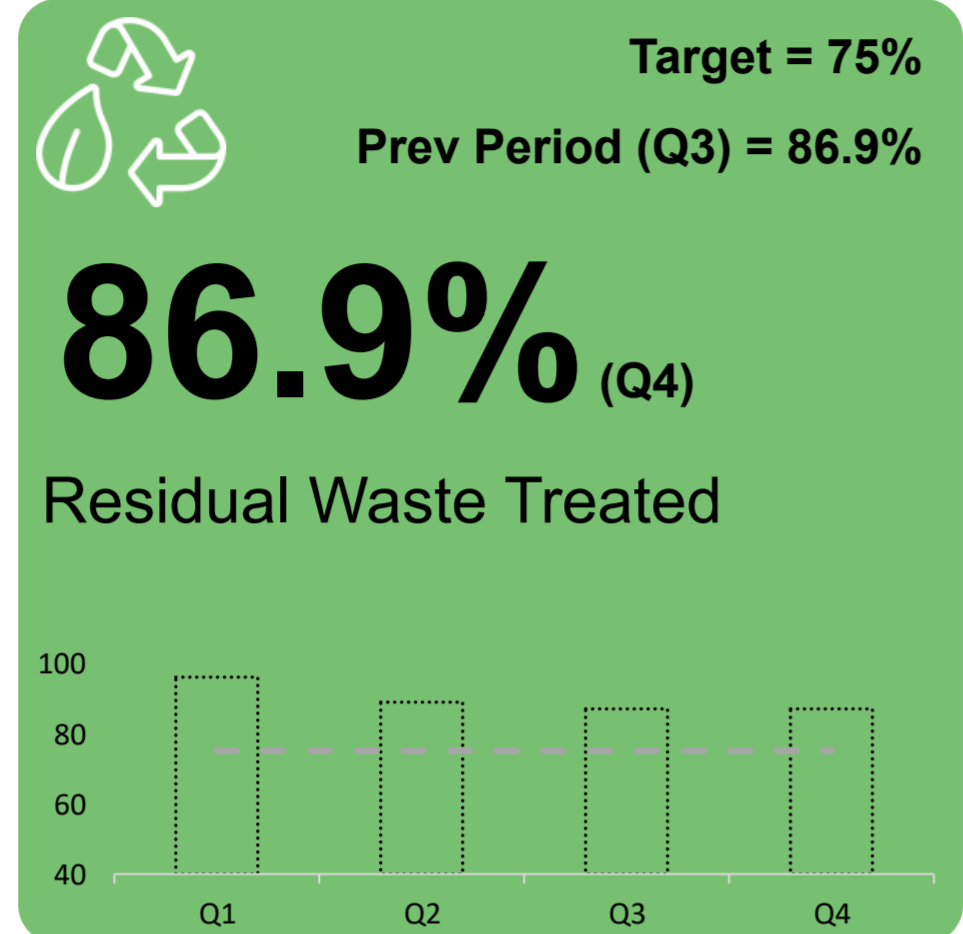 Target = 75%
Prev Period (Q3) = 86.9%
86.9% (Q4)
Residual Waste Treated
100
80
60
40
Q1 Q2 Q3 Q4